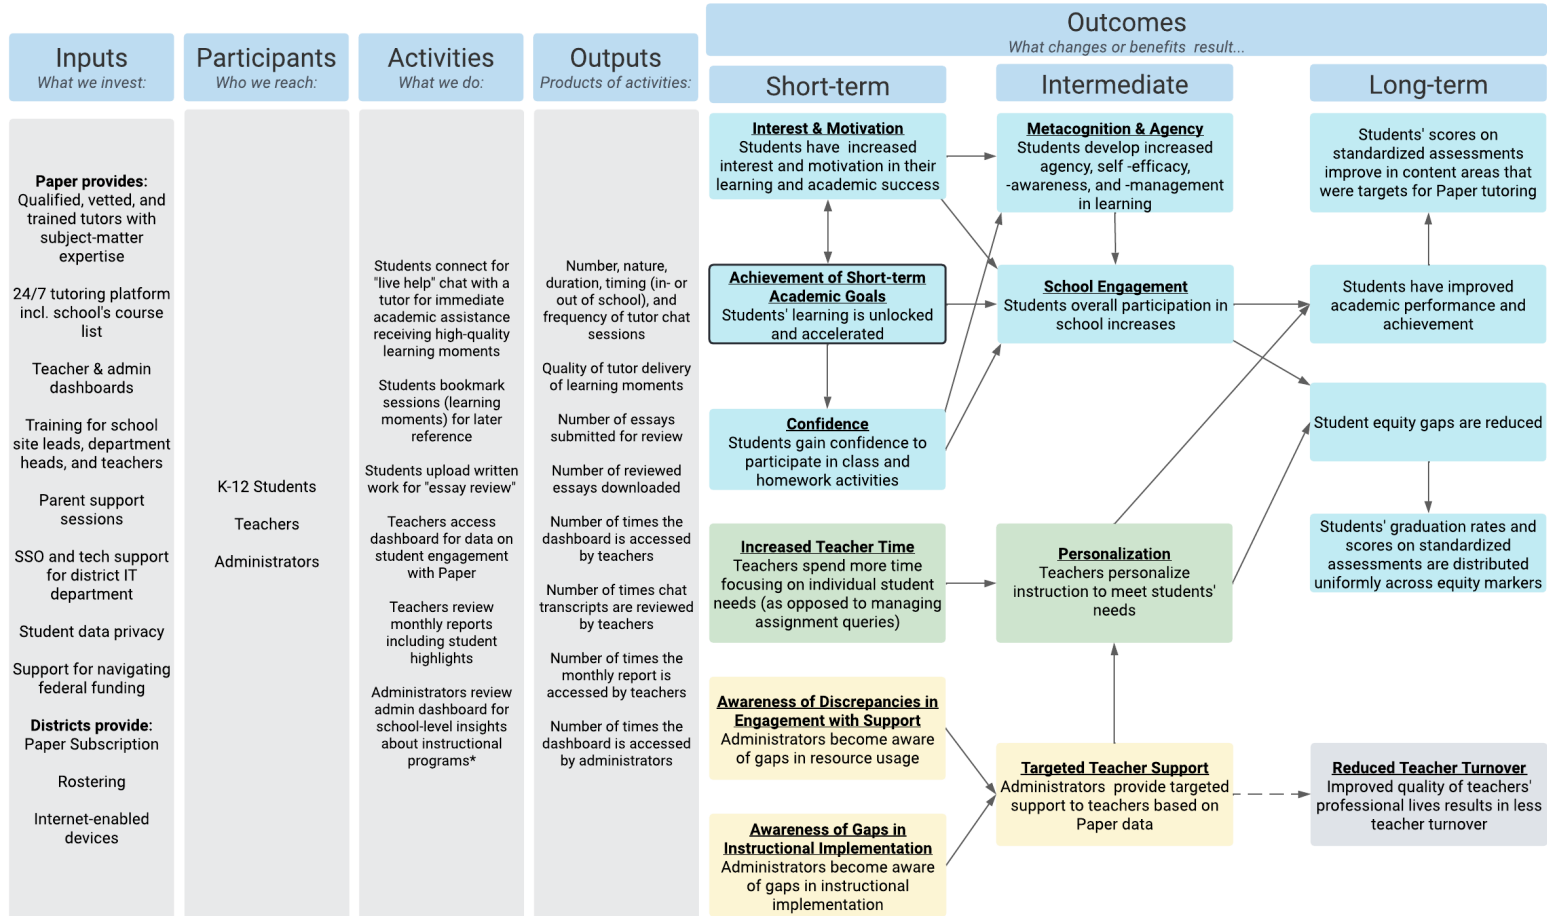 Inputs
What we invest:
Paper provides:
Qualified, vetted, and
trained tutors with
subject-matter
expertise
24/7 tutoring platform
incl. school's course
list
Teacher & admin
dashboards
Training for school
site leads, department
heads, and teachers
Parent support
sessions
SSO and tech support
for district IT
department
Student data privacy
Support for navigating
federal funding
Districts provide:
Paper Subscription
Rostering
Internet-enabled
devices
Participants
Who we reach:
K-12 Students
Teachers
Administrators
Activities
What we do:
Students connect for
"live help" chat with a
tutor for immediate
academic assistance
receiving high-quality
learning moments
Students bookmark
sessions (learning
moments) for later
reference
Students upload written
work for "essay review"
Teachers access
dashboard for data on
student engagement
with Paper
Teachers review
monthly reports
including student
highlights
Administrators review
admin dashboard for
school-level insights
about instructional
programs*
Outputs
Products of activities:
Number, nature,
duration, timing (in- or
out of school), and
frequency of tutor chat
sessions
Quality of tutor delivery
of learning moments
Number of essays
submitted for review
Number of reviewed
essays downloaded
Number of times the
dashboard is accessed
by teachers
Number of times chat
transcripts are reviewed
by teachers
Number of times the
monthly report is
accessed by teachers
Number of times the
dashboard is accessed
by administrators
Outcomes
What changes or benefits result...
Short-term
Interest & Motivation
Students have increased
interest and motivation in their
learning and academic success
Achievement of Short-term
Academic Goals
Students' learning is unlocked
and accelerated
Confidence
Students gain confidence to
participate in class and
homework activities
Increased Teacher Time
Teachers spend more time
focusing on individual student
needs (as opposed to managing
assignment queries)
Awareness of Discrepancies in
Engagement with Support
Administrators become aware
of gaps in resource usage
Awareness of Gaps in
Instructional Implementation
Administrators become aware
of gaps in instructional
implementation
Intermediate
Metacognition & Agency
Students develop increased
agency, self -efficacy,
-awareness, and -management
in learning
School Engagement
Students overall participation in
school increases
Personalization
Teachers personalize
instruction to meet students'
needs
Targeted Teacher Support
Administrators provide targeted
support to teachers based on
Paper data
Long-term
Students' scores on
standardized assessments
improve in content areas that
were targets for Paper tutoring
Students have improved
academic performance and
achievement
Student equity gaps are reduced
Students' graduation rates and
scores on standardized
assessments are distributed
uniformly across equity markers
Reduced Teacher Turnover
Improved quality of teachers'
professional lives results in less
teacher turnover